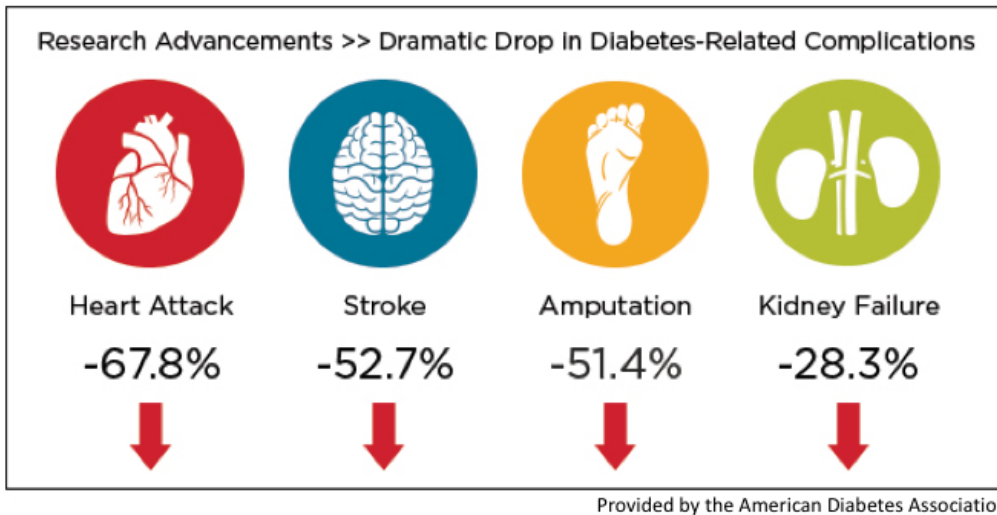 Research Advancements >> Dramatic Drop in Diabetes-Related Complications
Heart Attack Stroke Amputation Kidney Failure
-67.8% -52.7% -51.4% -28.3%
Provided by the American Diabetes Associatio